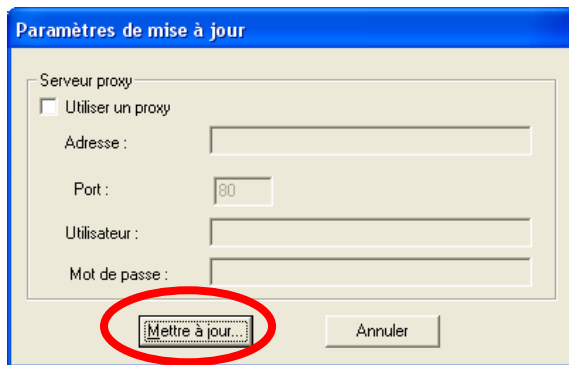 Paramètres de mise à jour
Serveur proxy
Utiliser un proxy
Adresse :
Port : 80
Utilisateur :
Mot de passe :
Mettre à jour... Annuler